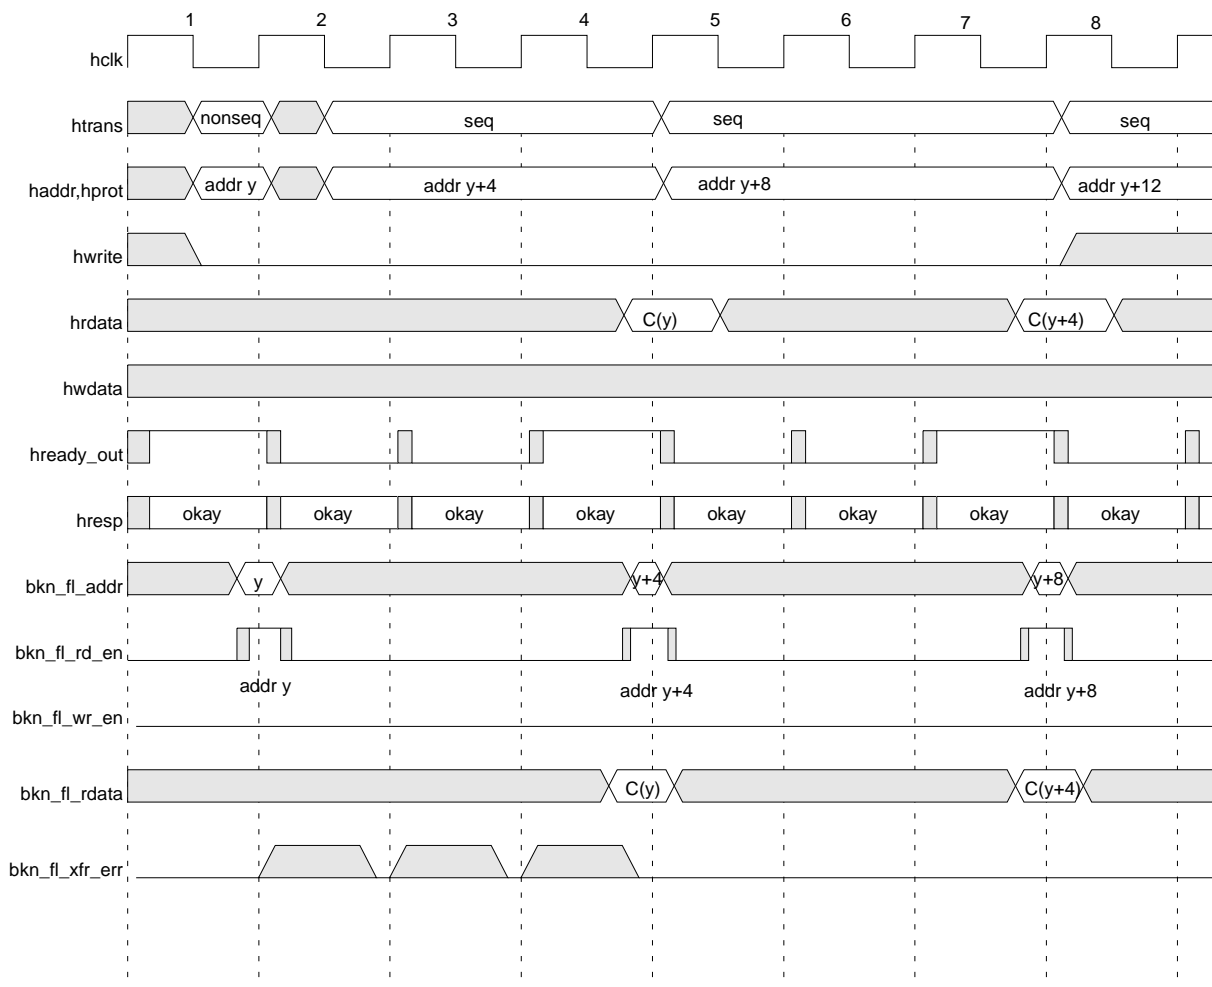 1 2 3 4 5 6 7 8
hclk
htrans nonseq seq seq seq
haddr,hprot addr y addr y+4 addr y+8 addr y+12
hwrite
hrdata C(y) C(y+4)
hwdata
hready_out
hresp okay okay okay okay okay okay okay okay
bkn_fl_addr y y+4 y+8
bkn_fl_rd_en
addr y addr y+4 addr y+8
bkn_fl_wr_en
bkn_fl_rdata C(y) C(y+4)
bkn_fl_xfr_err